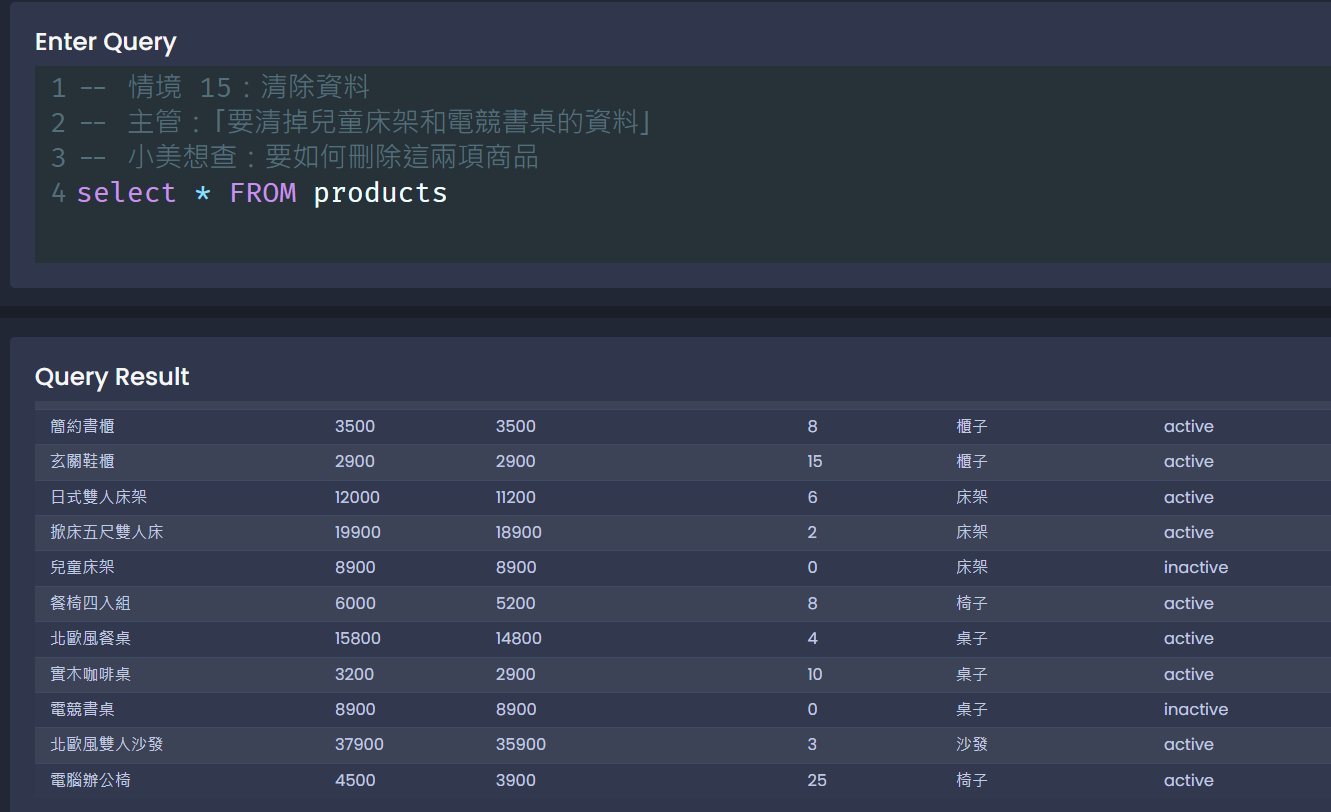 Enter Query
1 -- 情境 15：清除資料
2 -- 主管：「要清掉兒童床架和電競書桌的資料」
3 -- 小美想查：要如何刪除這兩項商品
4 select * FROM products
Query Result
簡約書櫃 3500 3500 8 櫃子 active
玄關鞋櫃 2900 2900 15 櫃子 active
日式雙人床架 12000 11200 6 床架 active
掀床五尺雙人床 19900 18900 2 床架 active
兒童床架 8900 8900 0 床架 inactive
餐椅四入組 6000 5200 8 椅子 active
北歐風餐桌 15800 14800 4 桌子 active
實木咖啡桌 3200 2900 10 桌子 active
電競書桌 8900 8900 0 桌子 inactive
北歐風雙人沙發 37900 35900 3 沙發 active
電腦辦公椅 4500 3900 25 椅子 active